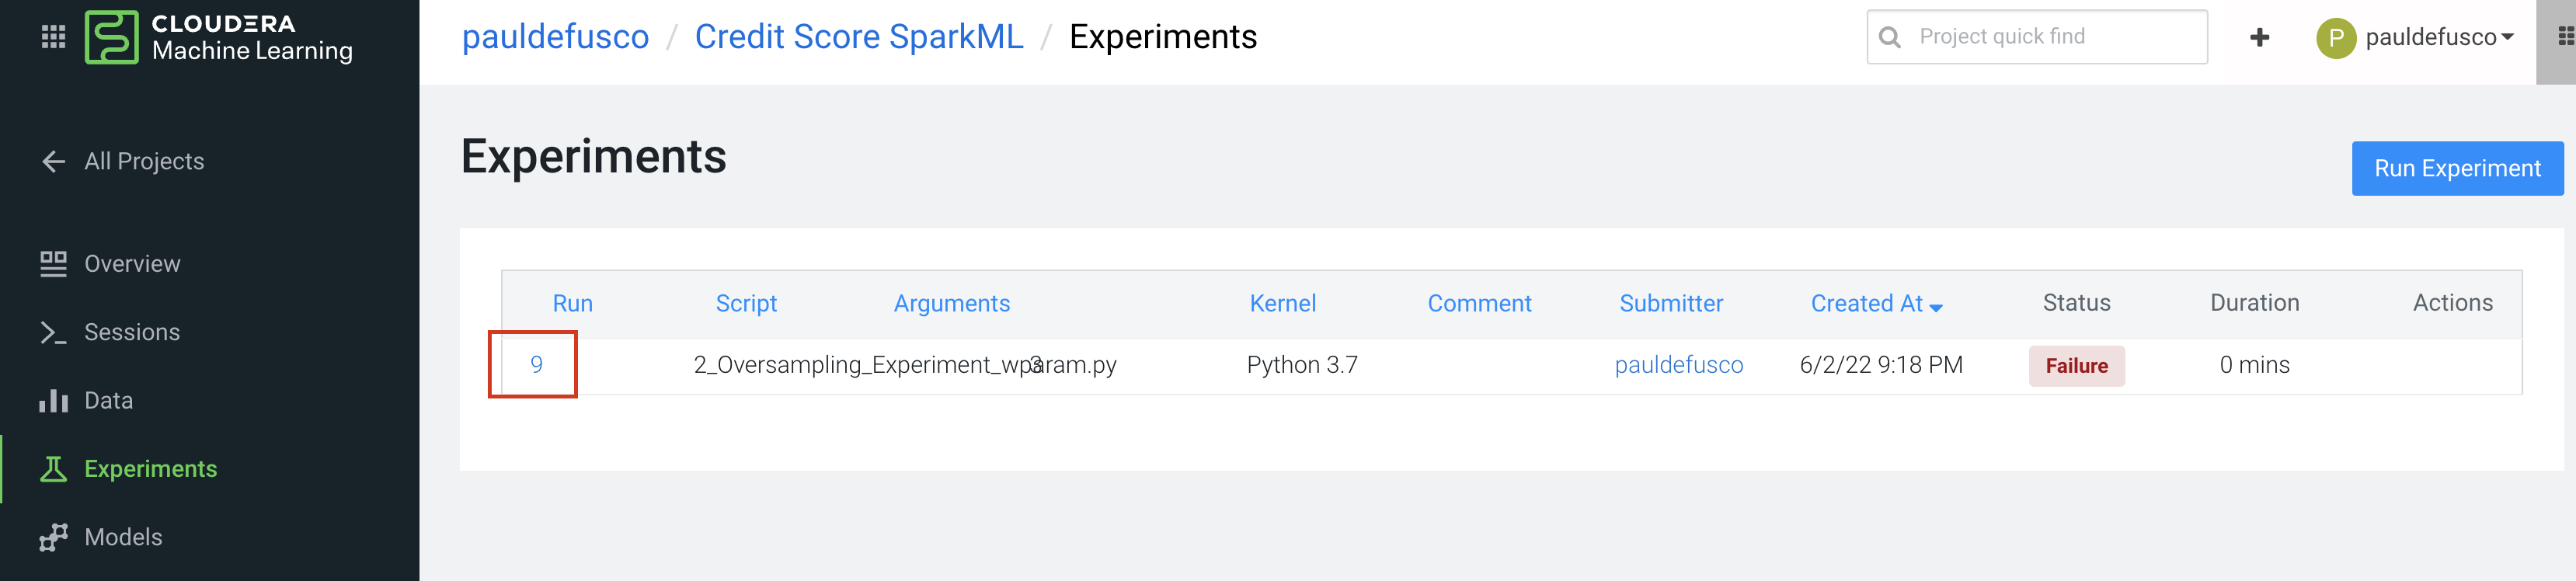 CLOUDERA
Machine Learning
pauldefusco / Credit Score SparkML / Experiments
Project quick find
P pauldefusco
All Projects
Experiments
Run Experiment
Overview
Sessions
Data
Experiments
Models
Run Script Arguments Kernel Comment Submitter Created At Status Duration Actions
9 2_Oversampling_Experiment_wparam.py 3 Python 3.7 pauldefusco 6/2/22 9:18 PM Failure 0 mins